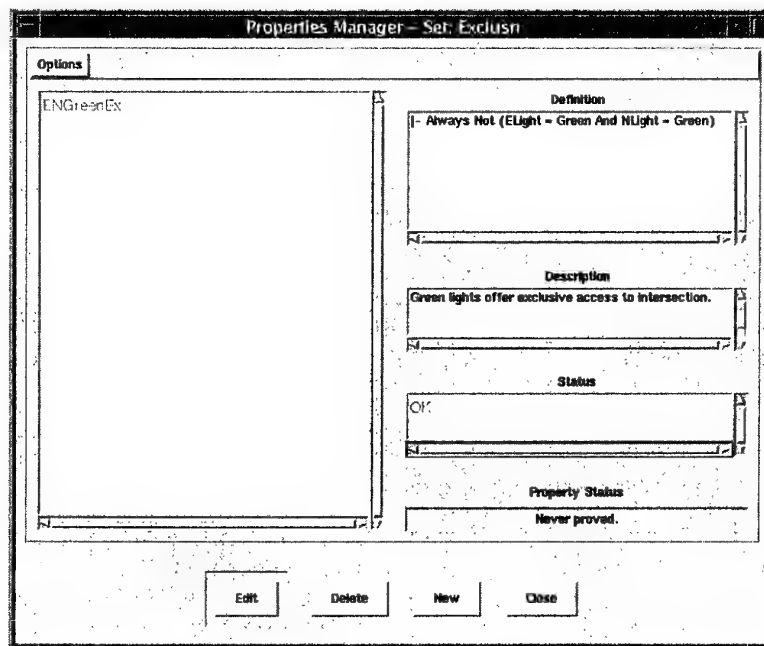 Properties Manager – Set: Exclusn
Options
ENGreenEx
Definition
|- Always Not (ELight = Green And NLight = Green)
Description
Green lights offer exclusive access to intersection.
Status
OK
Property Status
Never proved.
Edit Delete New Close